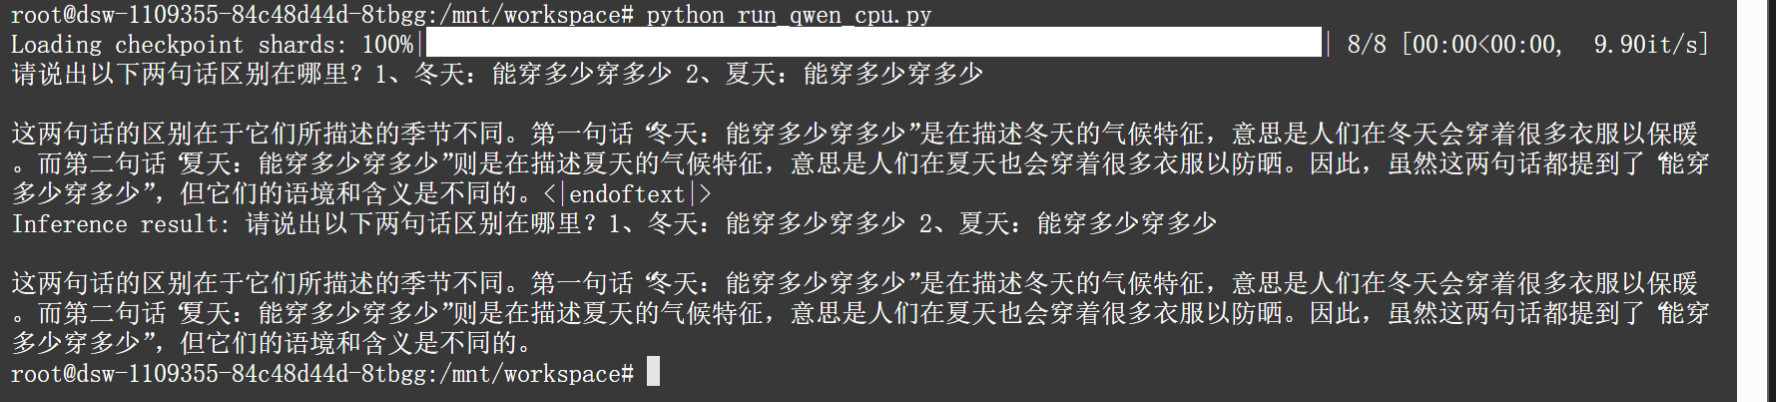 root@dsw-1109355-84c48d44d-8tbgg:/mnt/workspace# python run_qwen_cpu.py
Loading checkpoint shards: 100%|██████████| 8/8 [00:00<00:00,  9.90it/s]
请说出以下两句话区别在哪里？1、冬天：能穿多少穿多少 2、夏天：能穿多少穿多少
这两句话的区别在于它们所描述的季节不同。第一句话“冬天：能穿多少穿多少”是在描述冬天的气候特征，意思是人们在冬天会穿着很多衣服以保暖
。而第二句话“夏天：能穿多少穿多少”则是在描述夏天的气候特征，意思是人们在夏天也会穿着很多衣服以防晒。因此，虽然这两句话都提到了“能穿
多少穿多少”，但它们的语境和含义是不同的。<|endoftext|>
Inference result: 请说出以下两句话区别在哪里？1、冬天：能穿多少穿多少 2、夏天：能穿多少穿多少
这两句话的区别在于它们所描述的季节不同。第一句话“冬天：能穿多少穿多少”是在描述冬天的气候特征，意思是人们在冬天会穿着很多衣服以保暖
。而第二句话“夏天：能穿多少穿多少”则是在描述夏天的气候特征，意思是人们在夏天也会穿着很多衣服以防晒。因此，虽然这两句话都提到了“能穿
多少穿多少”，但它们的语境和含义是不同的。
root@dsw-1109355-84c48d44d-8tbgg:/mnt/workspace#